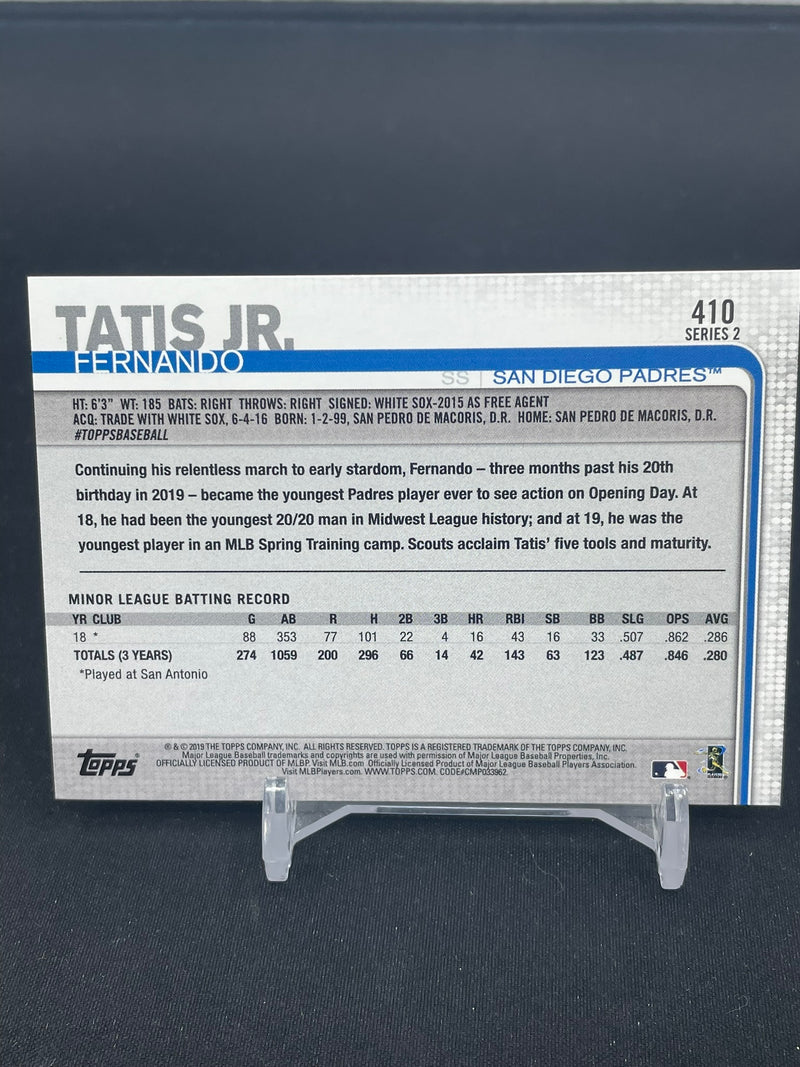 TATIS JR.
FERNANDO
410
SERIES 2
SS | SAN DIEGO PADRES™
HT: 6'3" WT: 185 BATS: RIGHT THROWS: RIGHT SIGNED: WHITE SOX-2015 AS FREE AGENT
ACQ: TRADE WITH WHITE SOX, 6-4-16 BORN: 1-2-99, SAN PEDRO DE MACORIS, D.R. HOME: SAN PEDRO DE MACORIS, D.R.
#TOPPSBASEBALL
Continuing his relentless march to early stardom, Fernando – three months past his 20th
birthday in 2019 – became the youngest Padres player ever to see action on Opening Day. At
18, he had been the youngest 20/20 man in Midwest League history; and at 19, he was the
youngest player in an MLB Spring Training camp. Scouts acclaim Tatis' five tools and maturity.
MINOR LEAGUE BATTING RECORD
YR CLUB G AB R H 2B 3B HR RBI SB BB SLG OPS AVG
18 * 88 353 77 101 22 4 16 43 16 33 .507 .862 .286
TOTALS (3 YEARS) 274 1059 200 296 66 14 42 143 63 123 .487 .846 .280
*Played at San Antonio
Topps®
® & © 2019 THE TOPPS COMPANY, INC. ALL RIGHTS RESERVED. TOPPS IS A REGISTERED TRADEMARK OF THE TOPPS COMPANY, INC.
Major League Baseball trademarks and copyrights are used with permission of Major League Baseball Properties, Inc.
OFFICIALLY LICENSED PRODUCT OF MLBP Visit MLB.com Officially Licensed Product of Major League Baseball Players Association.
Visit MLBPlayers.com. WWW.TOPPS.COM. CODE#CMP033962